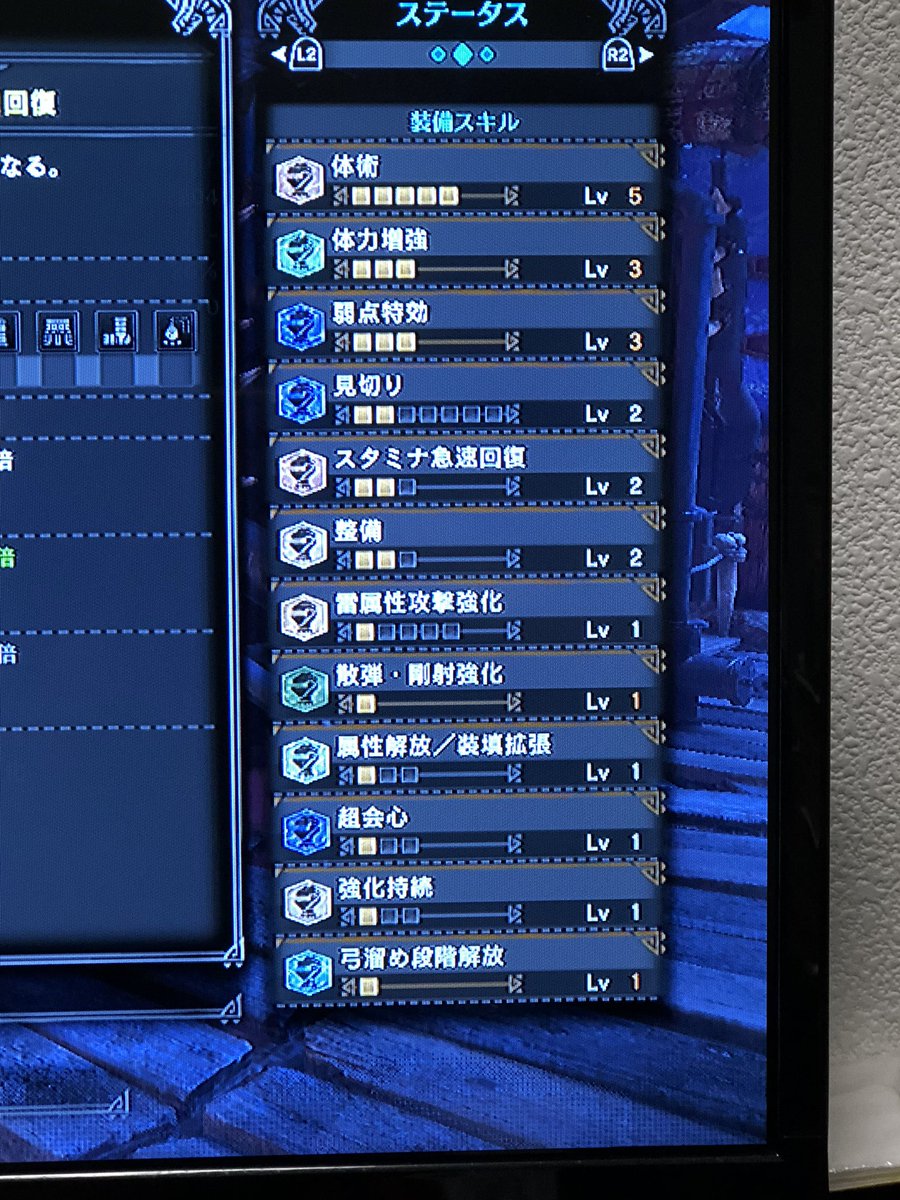 ステータス
L2
R2
回復
装備スキル
なる。
体術
Lv 5
体力増強
Lv 3
弱点特効
Lv 3
見切り
Lv 2
スタミナ急速回復
Lv 2
倍
整備
Lv 2
倍
雷属性攻撃強化
Lv 1
倍
散弾・剛射強化
Lv 1
属性解放／装填拡張
Lv 1
超会心
Lv 1
強化持続
Lv 1
弓溜め段階解放
Lv 1